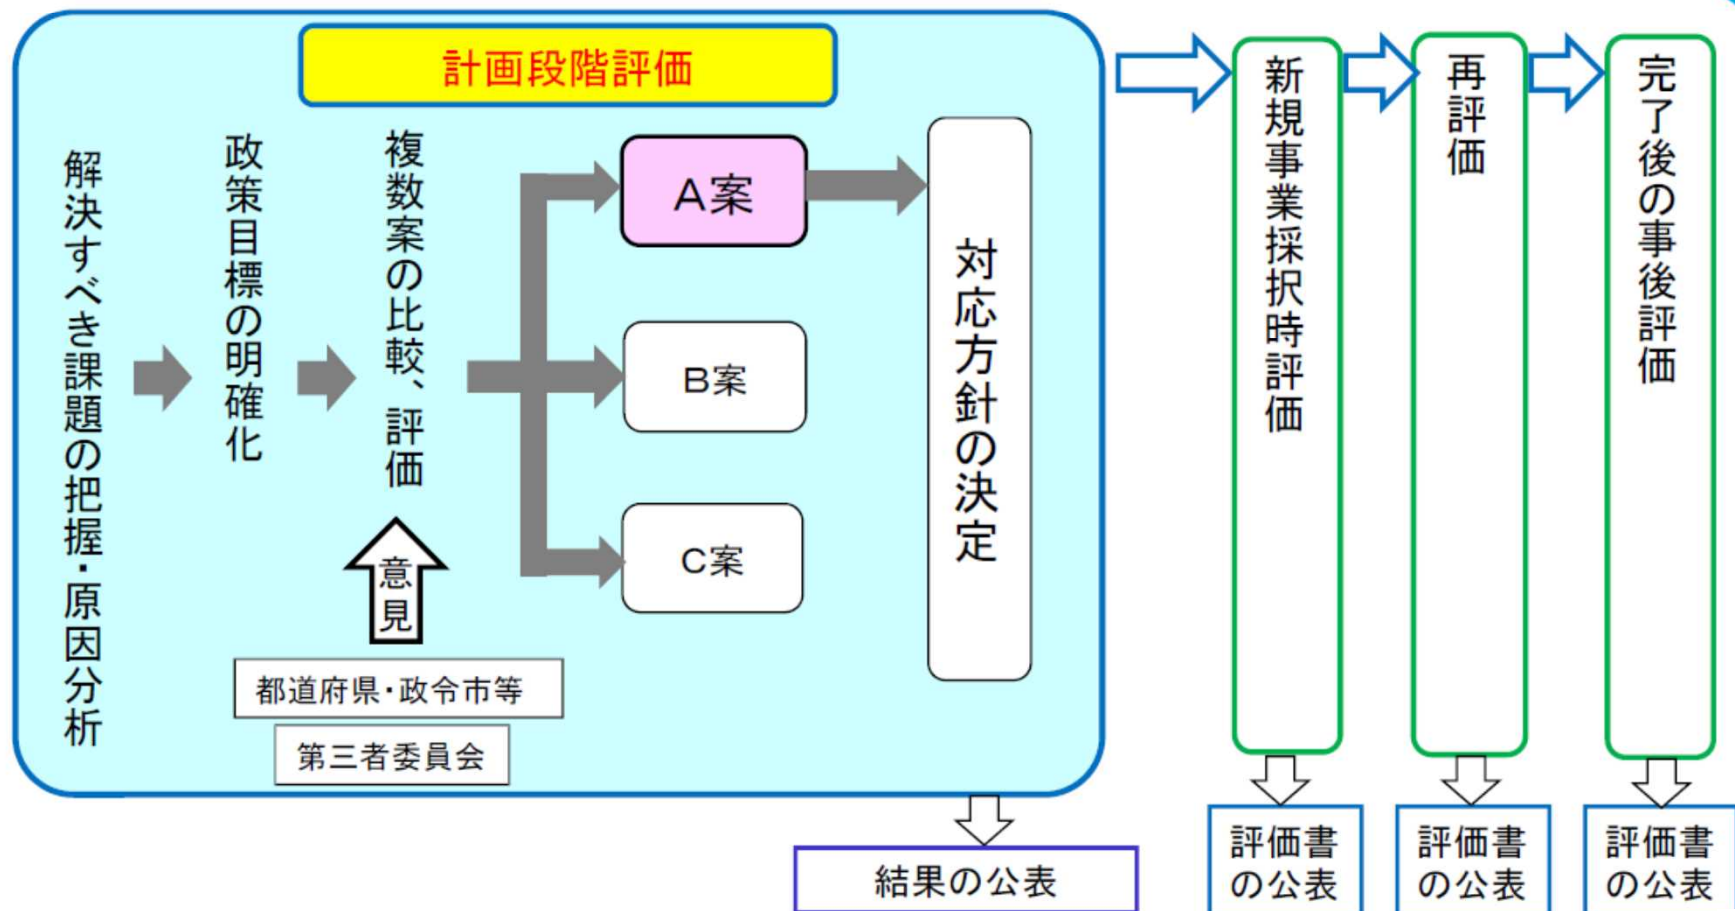 計画段階評価
解決すべき課題の把握・原因分析
政策目標の明確化
複数案の比較、評価
意見
都道府県・政令市等
第三者委員会
A案
B案
C案
対応方針の決定
結果の公表
新規事業採択時評価
評価書
の公表
再評価
評価書
の公表
完了後の事後評価
評価書
の公表